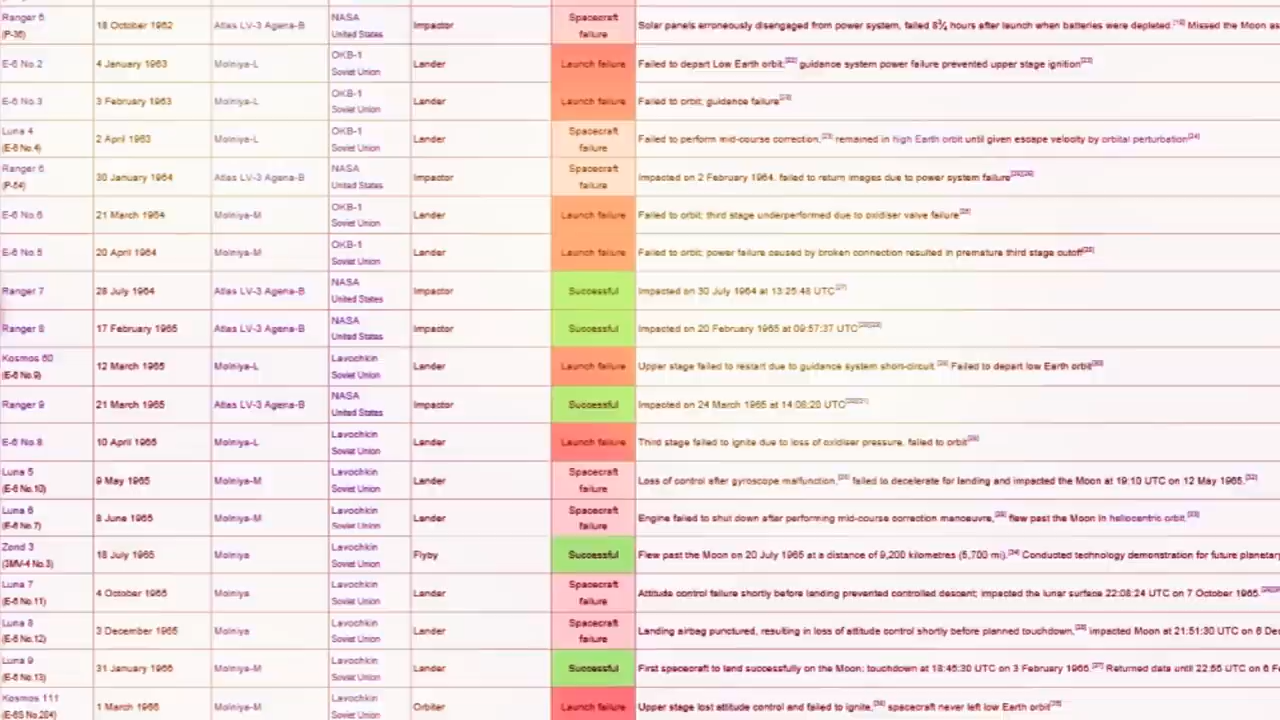 Ranger 5 18 October 1962 Atlas LV-3 Agena-B NASA Impactor Spacecraft Solar panels erroneously disengaged from power system, failed 8¾ hours after launch when batteries were depleted. Missed the Moon
(P-36) United States failure
E-6 No.2 4 January 1963 Molniya-L OKB-1 Lander Launch failure Failed to depart Low Earth orbit; guidance system power failure prevented upper stage ignition
Soviet Union
E-6 No.3 3 February 1963 Molniya-L OKB-1 Lander Launch failure Failed to orbit; guidance failure
Soviet Union
Luna 4 2 April 1963 Molniya-L OKB-1 Lander Spacecraft Failed to perform mid-course correction, remained in high Earth orbit until given escape velocity by orbital perturbation
(E-6 No.4) Soviet Union failure
Ranger 6 30 January 1964 Atlas LV-3 Agena-B NASA Impactor Spacecraft Impacted on 2 February 1964, failed to return images due to power system failure
(P-54) United States failure
E-6 No.6 21 March 1964 Molniya-M OKB-1 Lander Launch failure Failed to orbit; third stage underperformed due to oxidiser valve failure
Soviet Union
E-6 No.5 20 April 1964 Molniya-M OKB-1 Lander Launch failure Failed to orbit; power failure caused by broken connection resulted in premature third stage cutoff
Soviet Union
Ranger 7 28 July 1964 Atlas LV-3 Agena-B NASA Impactor Successful Impacted on 30 July 1964 at 13:25:48 UTC
United States
Ranger 8 17 February 1965 Atlas LV-3 Agena-B NASA Impactor Successful Impacted on 20 February 1965 at 09:57:37 UTC
United States
Kosmos 60 12 March 1965 Molniya-L Lavochkin Lander Launch failure Upper stage failed to restart due to guidance system short-circuit. Failed to depart low Earth orbit
(E-6 No.9) Soviet Union
Ranger 9 21 March 1965 Atlas LV-3 Agena-B NASA Impactor Successful Impacted on 24 March 1965 at 14:08:20 UTC
United States
E-6 No.8 10 April 1965 Molniya-L Lavochkin Lander Launch failure Third stage failed to ignite due to loss of oxidiser pressure, failed to orbit
Soviet Union
Luna 5 9 May 1965 Molniya-M Lavochkin Lander Spacecraft Loss of control after gyroscope malfunction, failed to decelerate for landing and impacted the Moon at 19:10 UTC on 12 May 1965.
(E-6 No.10) Soviet Union failure
Luna 6 8 June 1965 Molniya-M Lavochkin Lander Spacecraft Engine failed to shut down after performing mid-course correction manoeuvre, flew past the Moon in heliocentric orbit.
(E-6 No.7) Soviet Union failure
Zond 3 18 July 1965 Molniya Lavochkin Flyby Successful Flew past the Moon on 20 July 1965 at a distance of 9,200 kilometres (5,700 mi). Conducted technology demonstration for future planetary
(3MV-4 No.3) Soviet Union
Luna 7 4 October 1965 Molniya Lavochkin Lander Spacecraft Attitude control failure shortly before landing prevented controlled descent; impacted the lunar surface 22:08:24 UTC on 7 October 1965.
(E-6 No.11) Soviet Union failure
Luna 8 3 December 1965 Molniya Lavochkin Lander Spacecraft Landing airbag punctured, resulting in loss of attitude control shortly before planned touchdown, impacted Moon at 21:51:30 UTC on 6 De
(E-6 No.12) Soviet Union failure
Luna 9 31 January 1966 Molniya-M Lavochkin Lander Successful First spacecraft to land successfully on the Moon; touchdown at 18:45:30 UTC on 3 February 1966. Returned data until 22:55 UTC on 6 F
(E-6 No.13) Soviet Union
Kosmos 111 1 March 1966 Molniya-M Lavochkin Orbiter Launch failure Upper stage lost attitude control and failed to ignite, spacecraft never left low Earth orbit
(E-6S No.204) Soviet Union